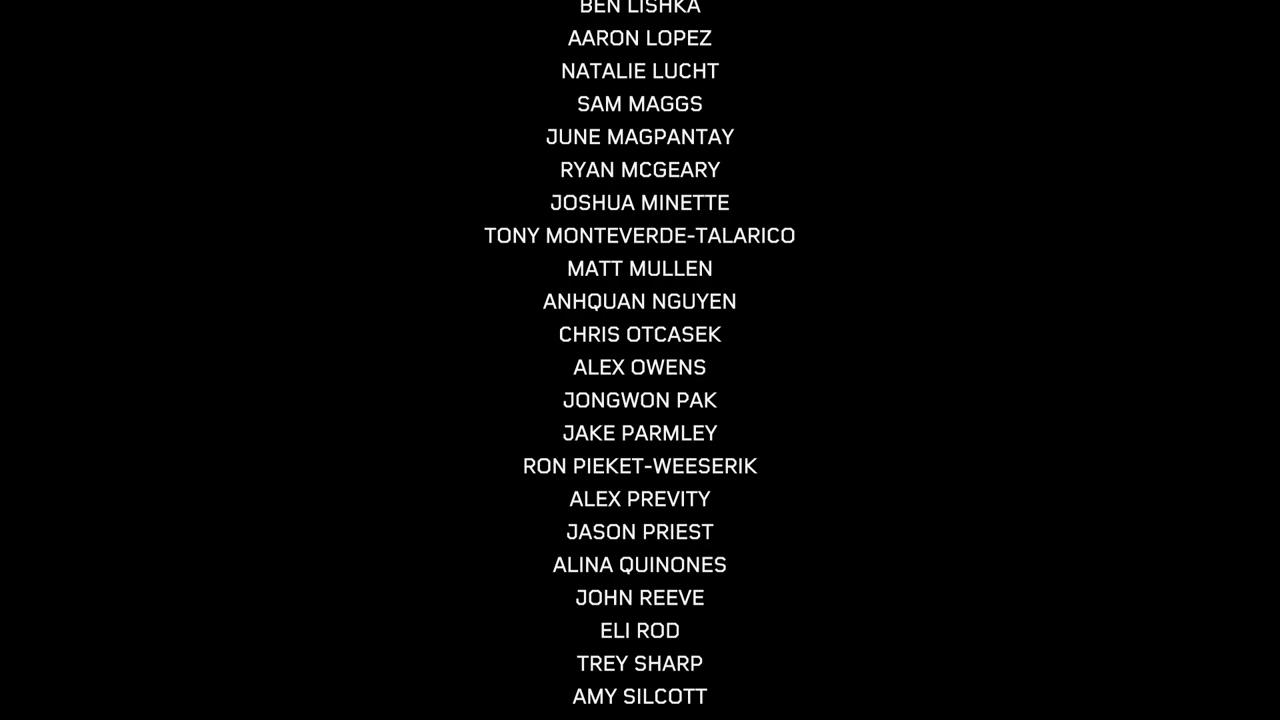 BEN LISHKA
AARON LOPEZ
NATALIE LUCHT
SAM MAGGS
JUNE MAGPANTAY
RYAN MCGEARY
JOSHUA MINETTE
TONY MONTEVERDE-TALARICO
MATT MULLEN
ANHQUAN NGUYEN
CHRIS OTCASEK
ALEX OWENS
JONGWON PAK
JAKE PARMLEY
RON PIEKET-WEESERIK
ALEX PREVITY
JASON PRIEST
ALINA QUINONES
JOHN REEVE
ELI ROD
TREY SHARP
AMY SILCOTT